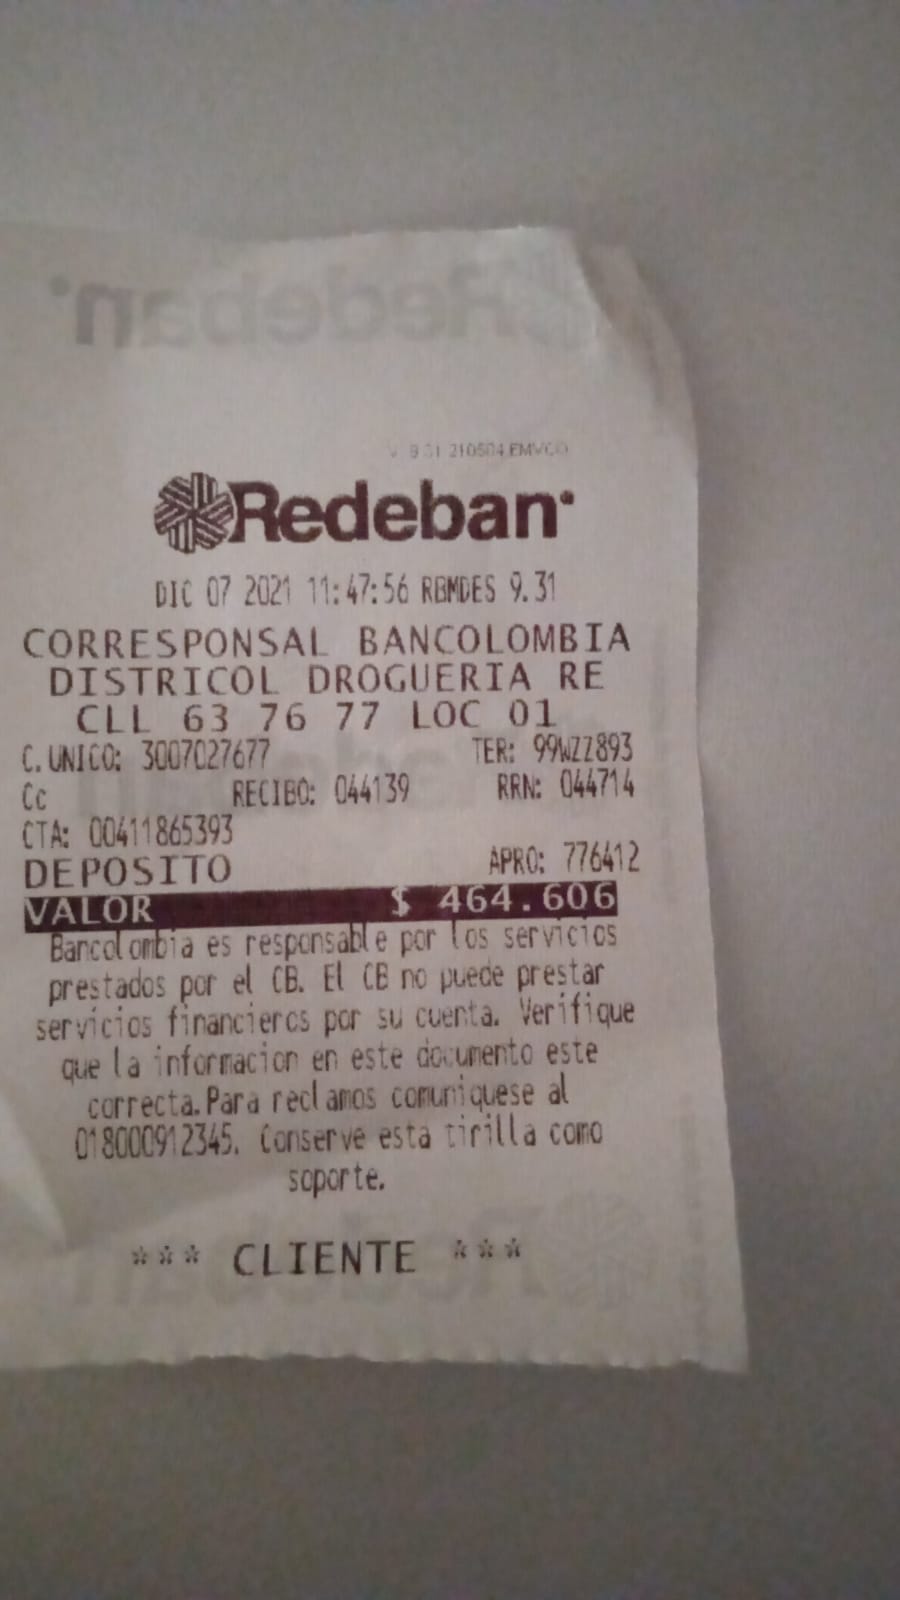 Redeban
DIC 07 2021 11:47:56 RBMDES 9.31
CORRESPONSAL BANCOLOMBIA
DISTRICOL DROGUERIA RE
CLL 63 76 77 LOC 01
C. UNICO: 3007027677 TER: 99WZZ893
Cc RECIBO: 044139 RRN: 044714
CTA: 00411865393
DEPOSITO APRO: 776412
VALOR $ 464.606
Bancolombia es responsable por los servicios
prestados por el CB. El CB no puede prestar
servicios financieros por su cuenta. Verifique
que la informacion en este documento este
correcta. Para reclamos comuniquese al
018000912345. Conserve esta tirilla como
soporte.
*** CLIENTE ***